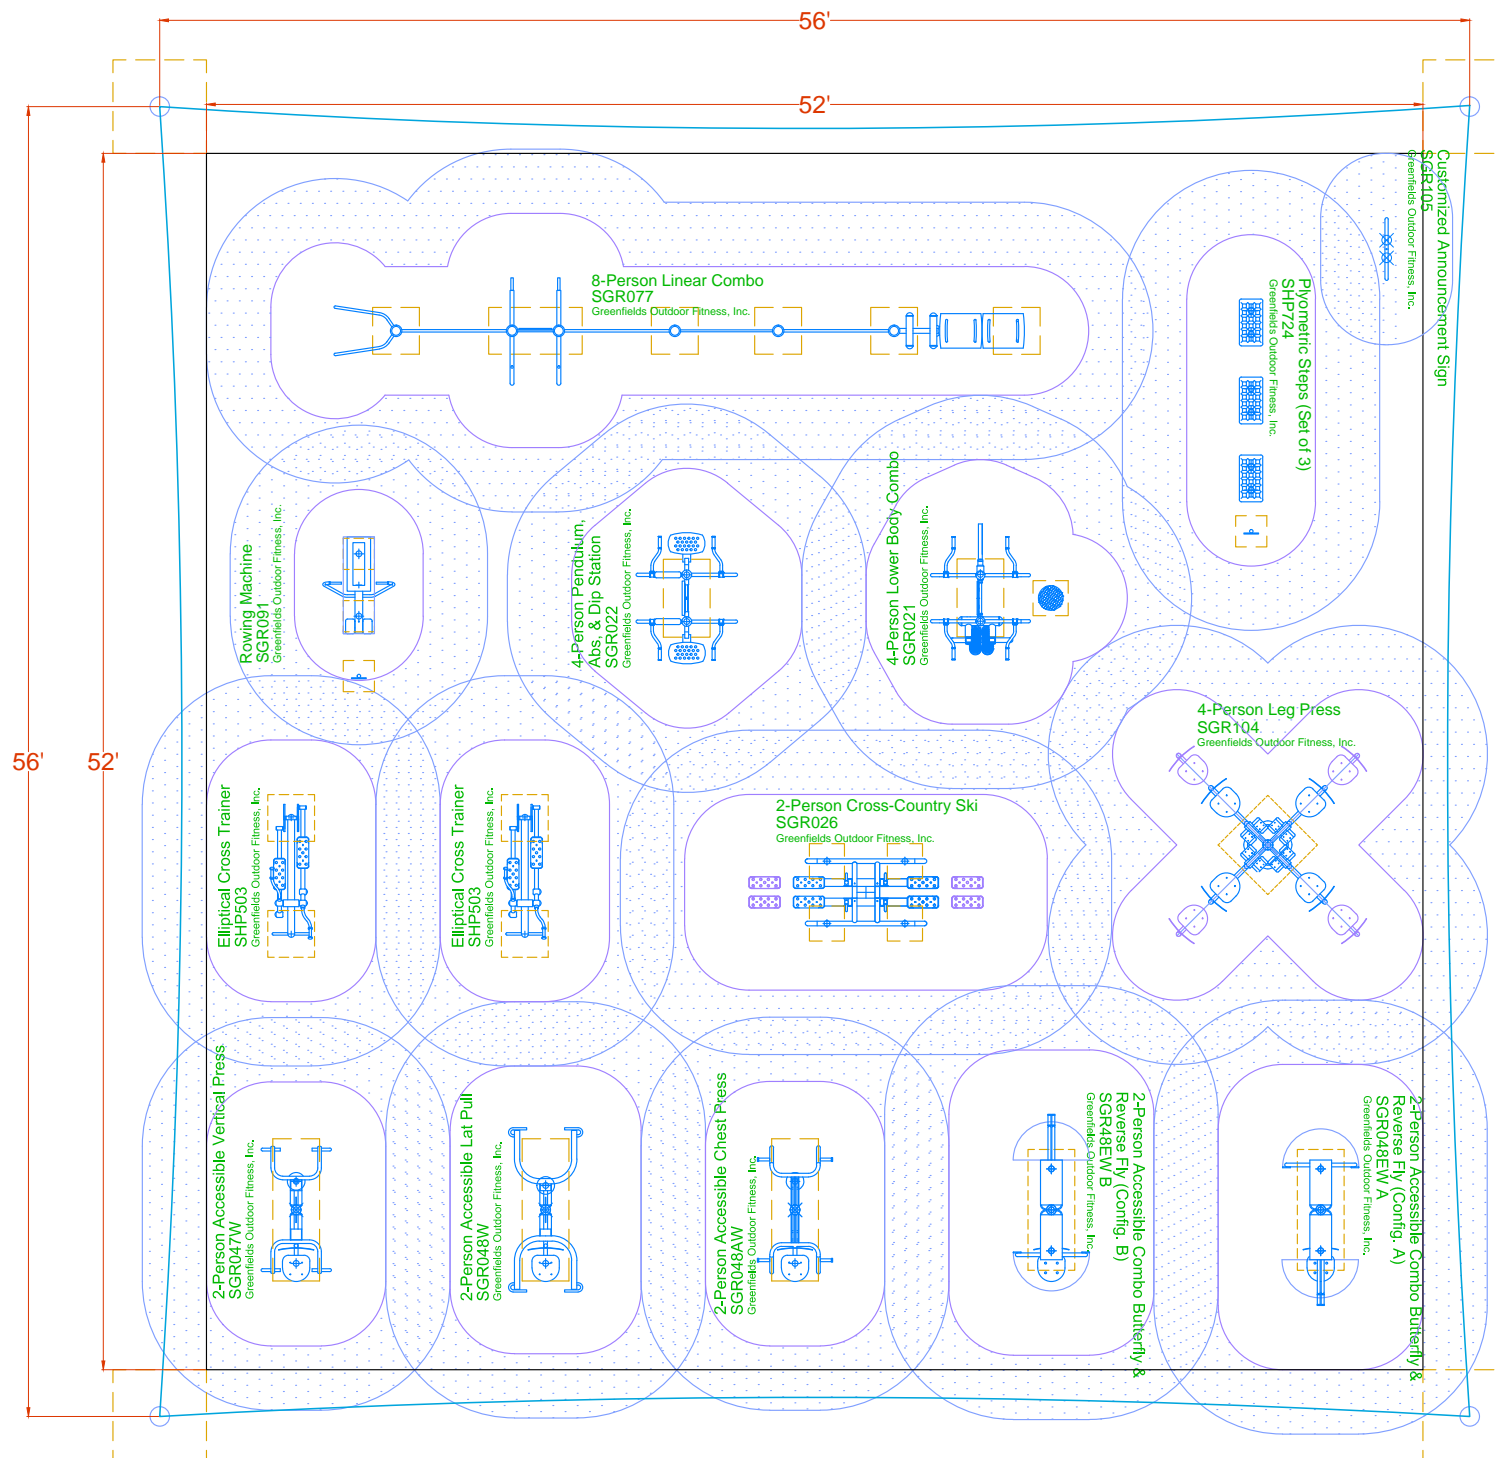 56'
52'
Customized Announcement Sign
SGR105
Greenfields Outdoor Fitness, Inc.
8-Person Linear Combo
SGR077
Greenfields Outdoor Fitness, Inc.
Plyometric Steps (Set of 3)
SHP724
Greenfields Outdoor Fitness, Inc.
Rowing Machine
SGR091
Greenfields Outdoor Fitness, Inc.
4-Person Pendulum,
Abs, & Dip Station
SGR022
Greenfields Outdoor Fitness, Inc.
4-Person Lower Body Combo
SGR021
Greenfields Outdoor Fitness, Inc.
4-Person Leg Press
SGR104
Greenfields Outdoor Fitness, Inc.
56'
52'
Elliptical Cross Trainer
SHP503
Greenfields Outdoor Fitness, Inc.
Elliptical Cross Trainer
SHP503
Greenfields Outdoor Fitness, Inc.
2-Person Cross-Country Ski
SGR026
Greenfields Outdoor Fitness, Inc.
2-Person Accessible Vertical Press
SGR047W
Greenfields Outdoor Fitness, Inc.
2-Person Accessible Lat Pull
SGR048W
Greenfields Outdoor Fitness, Inc.
2-Person Accessible Chest Press
SGR048AW
Greenfields Outdoor Fitness, Inc.
2-Person Accessible Combo Butterfly &
Reverse Fly (Config. B)
SGR48EW B
Greenfields Outdoor Fitness, Inc.
2-Person Accessible Combo Butterfly &
Reverse Fly (Config. A)
SGR048EW A
Greenfields Outdoor Fitness, Inc.